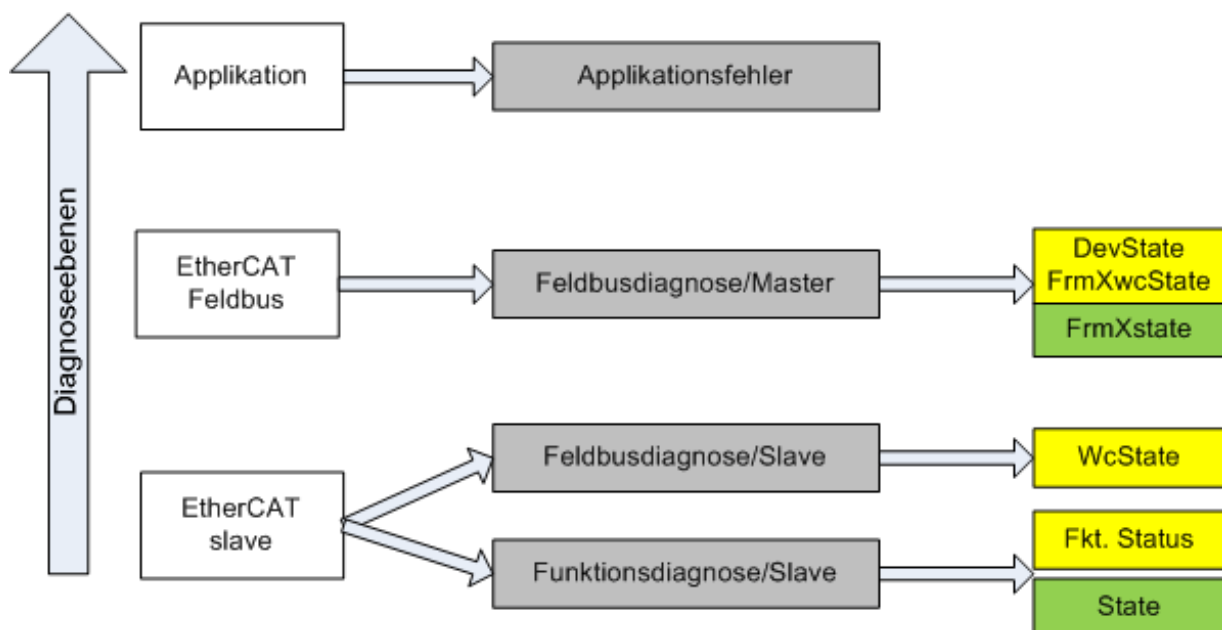 Diagnoseebenen
Applikation
Applikationsfehler
EtherCAT
Feldbus
Feldbusdiagnose/Master
DevState
FrmXwcState
FrmXstate
EtherCAT
slave
Feldbusdiagnose/Slave
WcState
Funktionsdiagnose/Slave
Fkt. Status
State